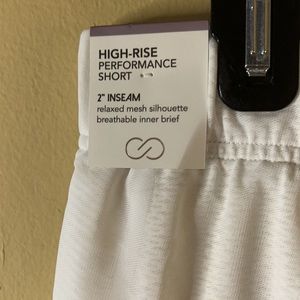 HIGH-RISE
PERFORMANCE
SHORT
2" INSEAM
relaxed mesh silhouette
breathable inner brief